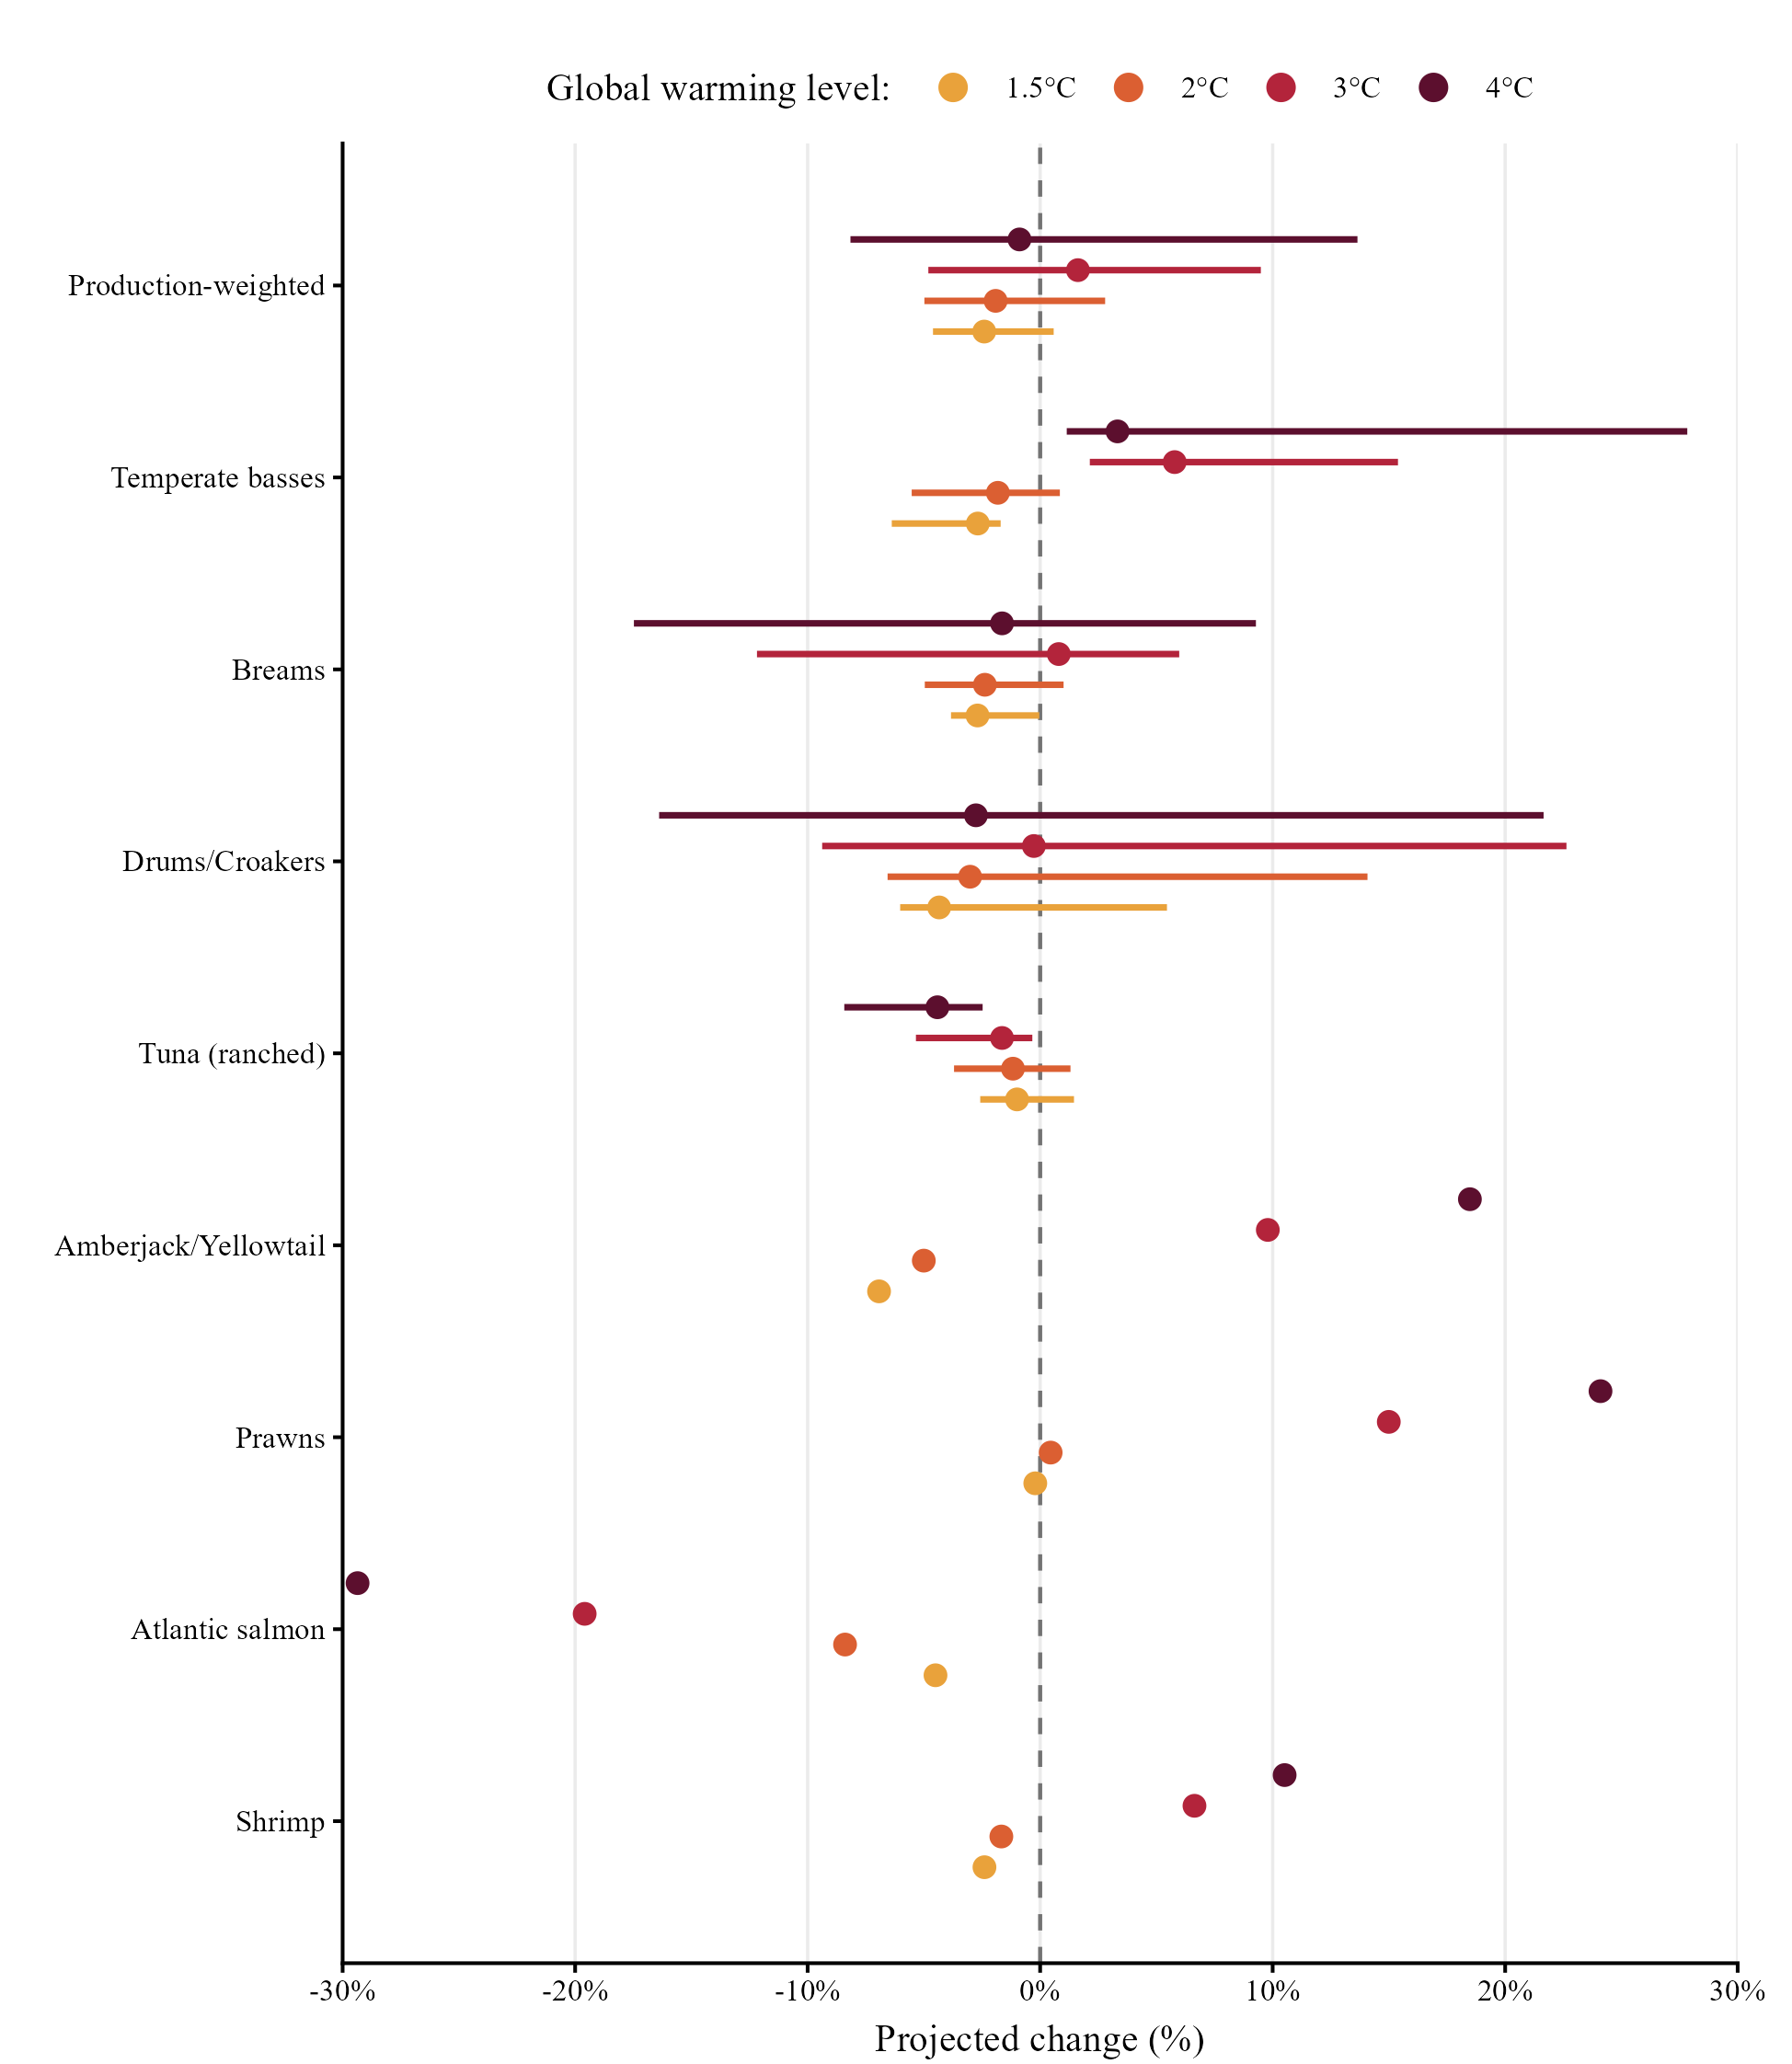 Global warming level: 1.5°C 2°C 3°C 4°C
Production-weighted
Temperate basses
Breams
Drums/Croakers
Tuna (ranched)
Amberjack/Yellowtail
Prawns
Atlantic salmon
Shrimp
-30% -20% -10% 0% 10% 20% 30%
Projected change (%)